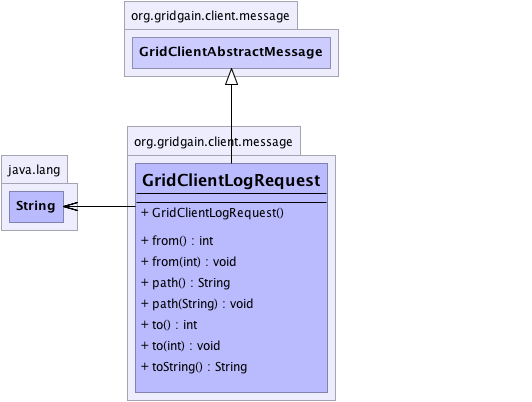 org.gridgain.client.message
GridClientAbstractMessage
org.gridgain.client.message
java.lang
String
GridClientLogRequest
+ GridClientLogRequest()
+ from() : int
+ from(int) : void
+ path() : String
+ path(String) : void
+ to() : int
+ to(int) : void
+ toString() : String